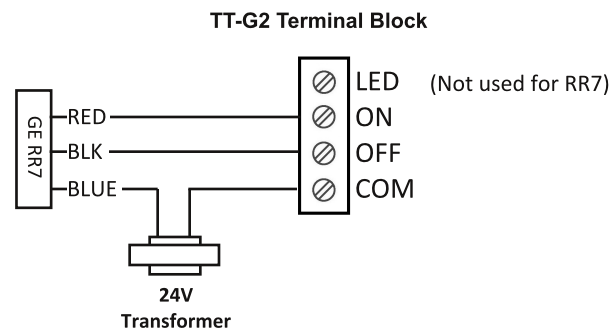 TT-G2 Terminal Block
LED (Not used for RR7)
RED ON
BLK OFF
BLUE COM
GE RR7
24V
Transformer